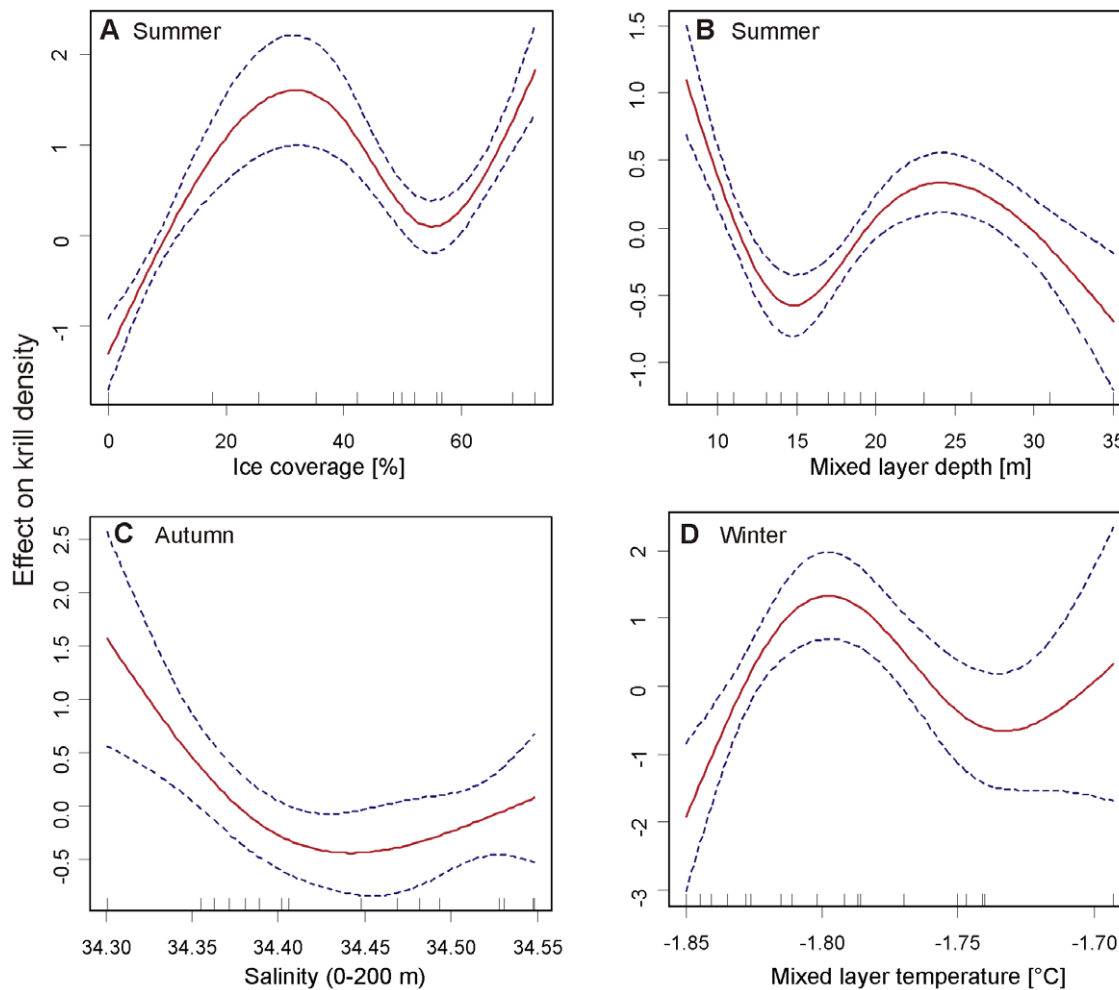 A Summer
2
1
0
-1
0 20 40 60
Ice coverage [%]
B Summer
1.5
1.0
0.5
0.0
-0.5
-1.0
10 15 20 25 30 35
Mixed layer depth [m]
Effect on krill density
C Autumn
2.5
2.0
1.5
1.0
0.5
0.0
-0.5
34.30 34.40 34.45 34.50 34.55
Salinity (0-200 m)
D Winter
2
1
0
-1
-2
-3
-1.85 -1.80 -1.75 -1.70
Mixed layer temperature [°C]